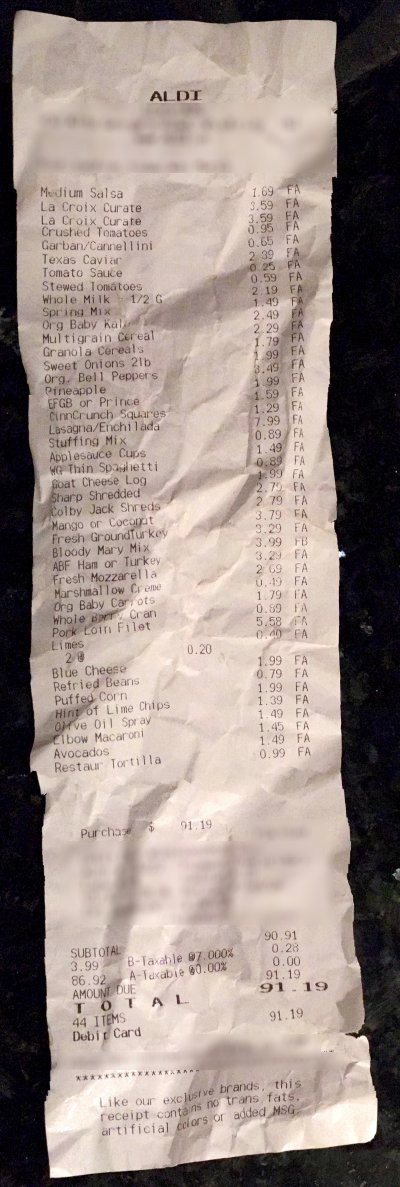 ALDI
Medium Salsa 1.69 FA
La Croix Curate 3.59 FA
La Croix Curate 3.59 FA
Crushed Tomatoes 0.95 FA
Garban/Cannellini 0.65 FA
Texas Caviar 2.39 FA
Tomato Sauce 0.25 FA
Stewed Tomatoes 0.59 FA
Whole Milk 1/2 G 2.19 FA
Spring Mix 1.49 FA
Org Baby Kale 2.49 FA
Multigrain Cereal 2.29 FA
Granola Cereals 1.79 FA
Sweet Onions 2lb 1.99 FA
Org. Bell Peppers 3.49 FA
Pineapple 1.99 FA
EFGB or Prince 1.59 FA
CinnCrunch Squares 1.29 FA
Lasagna/Enchilada 7.99 FA
Stuffing Mix 0.89 FA
Applesauce Cups 1.49 FA
WG Thin Spaghetti 0.89 FA
Goat Cheese Log 1.99 FA
Sharp Shredded 2.79 FA
Colby Jack Shreds 2.79 FA
Mango or Coconut 3.79 FA
Fresh GroundTurkey 3.29 FA
Bloody Mary Mix 3.99 FB
ABF Ham or Turkey 3.29 FA
Fresh Mozzarella 2.69 FA
Marshmallow Creme 0.49 FA
Org Baby Carrots 1.79 FA
Whole Berry Cran 0.89 FA
Pork Loin Filet 5.58 FA
Limes 0.40 FA
2 @ 0.20
Blue Cheese 1.99 FA
Refried Beans 0.79 FA
Puffed Corn 1.99 FA
Hint of Lime Chips 1.39 FA
Olive Oil Spray 1.49 FA
Elbow Macaroni 1.45 FA
Avocados 1.49 FA
Restaur Tortilla 0.99 FA
Purchase $ 91.19
SUBTOTAL 90.91
3.99 B-Taxable @7.000% 0.28
86.92 A-Taxable @0.00% 0.00
AMOUNT DUE 91.19
TOTAL 91.19
44 ITEMS
Debit Card 91.19
*******************
Like our exclusive brands, this
receipt contains no trans fats,
artificial colors or added MSG